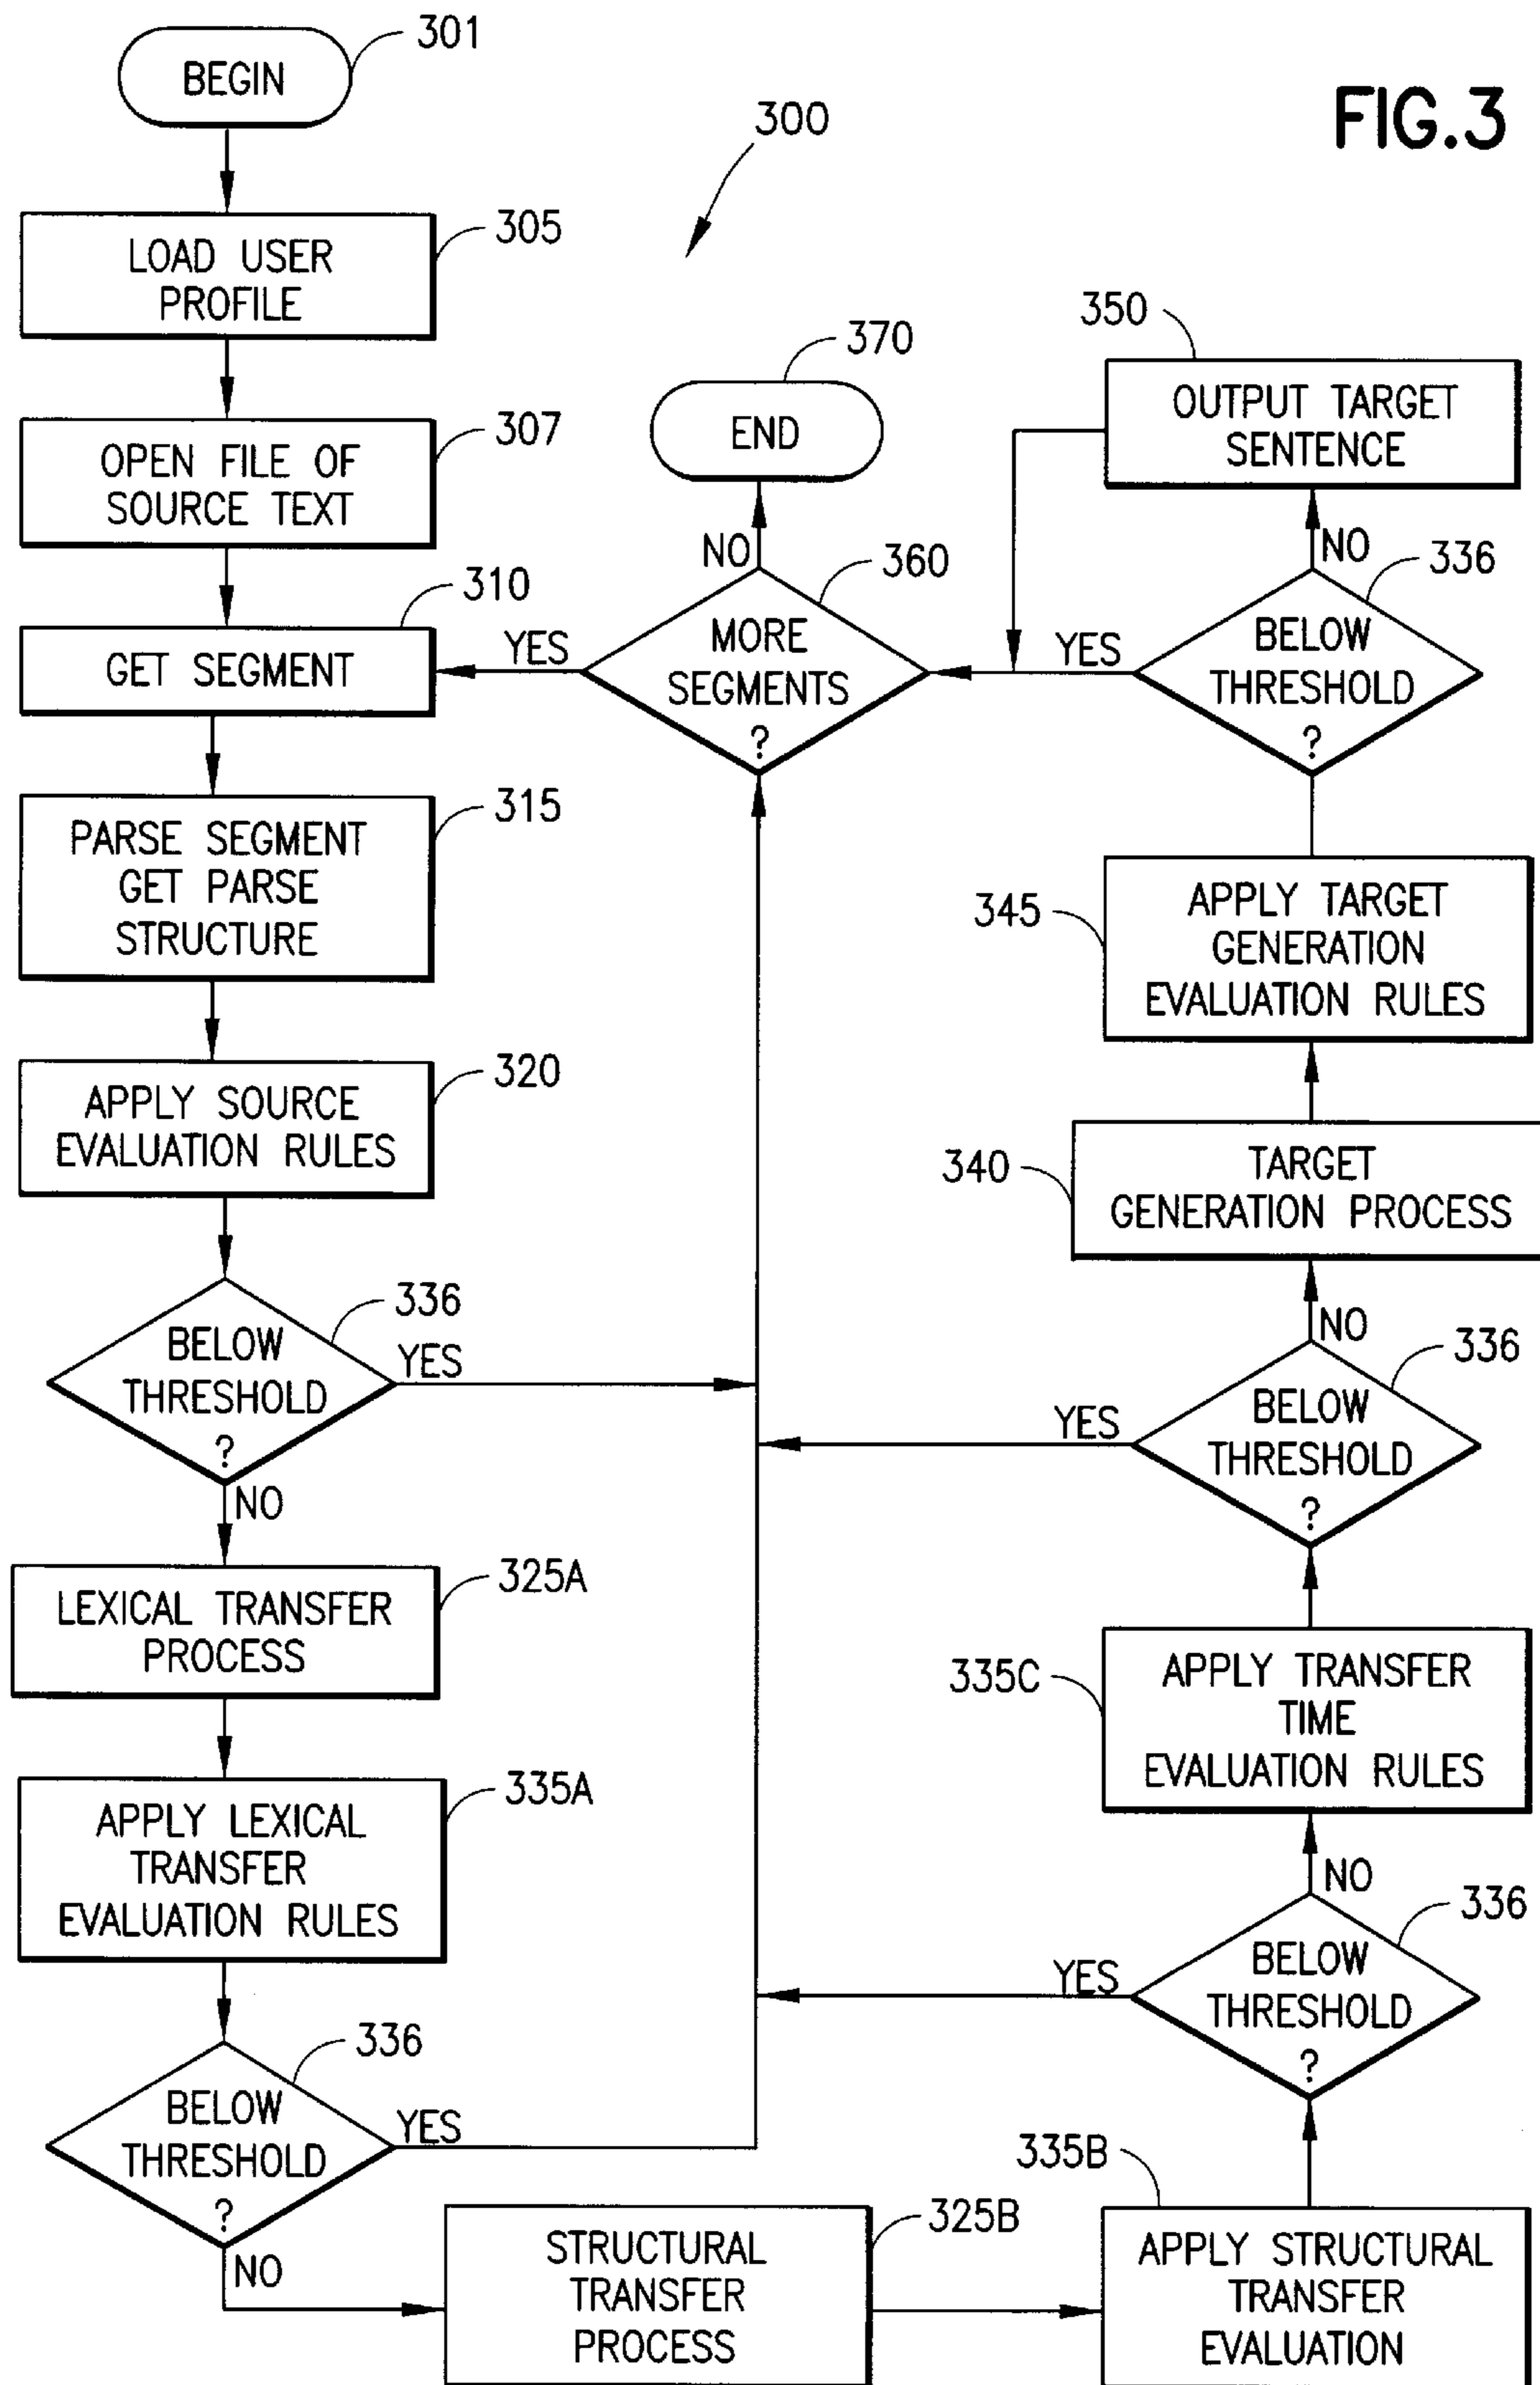 FIG.3
300
BEGIN
301
LOAD USER
PROFILE
305
OPEN FILE OF
SOURCE TEXT
307
GET SEGMENT
310
PARSE SEGMENT
GET PARSE
STRUCTURE
315
APPLY SOURCE
EVALUATION RULES
320
BELOW
THRESHOLD
?
336
YES
NO
LEXICAL TRANSFER
PROCESS
325A
APPLY LEXICAL
TRANSFER
EVALUATION RULES
335A
BELOW
THRESHOLD
?
336
YES
NO
STRUCTURAL
TRANSFER
PROCESS
325B
APPLY STRUCTURAL
TRANSFER
EVALUATION
335B
BELOW
THRESHOLD
?
336
YES
NO
APPLY TRANSFER
TIME
EVALUATION RULES
335C
BELOW
THRESHOLD
?
336
YES
NO
TARGET
GENERATION PROCESS
340
APPLY TARGET
GENERATION
EVALUATION RULES
345
BELOW
THRESHOLD
?
336
YES
NO
OUTPUT TARGET
SENTENCE
350
MORE
SEGMENTS
?
360
YES
NO
END
370